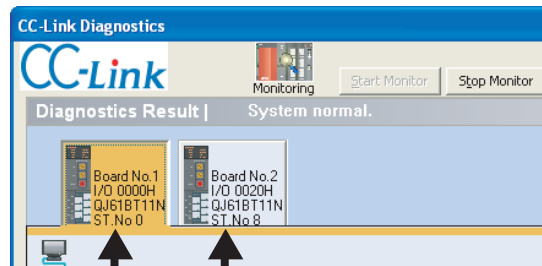 CC-Link Diagnostics
CC-Link
Monitoring
Start Monitor
Stop Monitor
Diagnostics Result |
System normal.
Board No.1
I/O 0000H
QJ61BT11N
ST.No 0
Board No.2
I/O 0020H
QJ61BT11N
ST.No 8